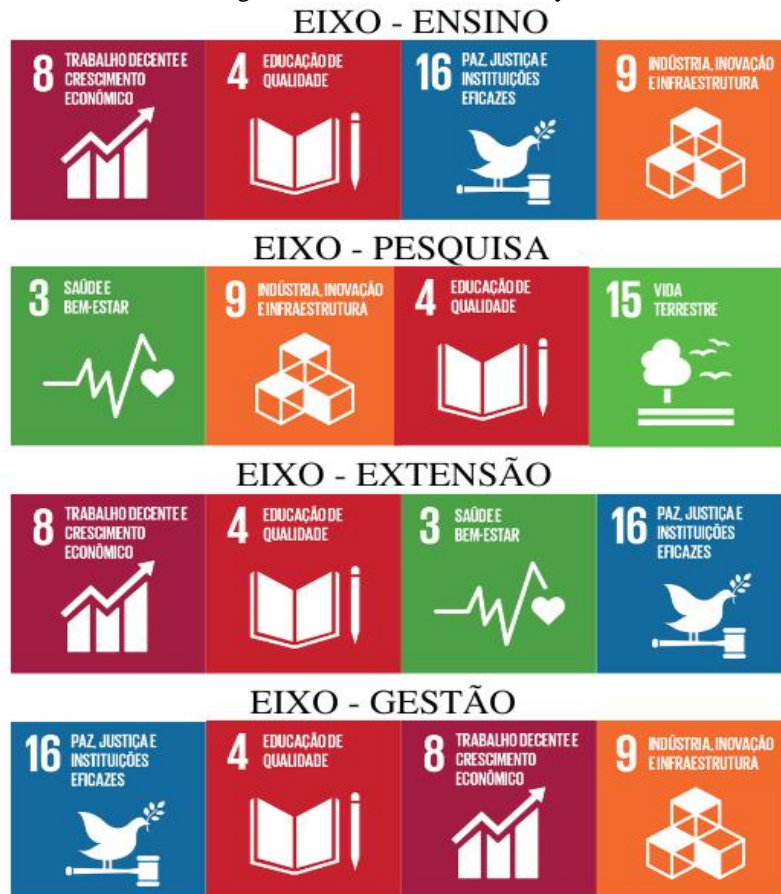 EIXO - ENSINO
8 TRABALHO DECENTE E
CRESCIMENTO
ECONÔMICO
4 EDUCAÇÃO DE
QUALIDADE
16 PAZ, JUSTIÇA E
INSTITUIÇÕES
EFICAZES
9 INDÚSTRIA, INOVAÇÃO
E INFRAESTRUTURA
EIXO - PESQUISA
3 SAÚDE E
BEM-ESTAR
9 INDÚSTRIA, INOVAÇÃO
E INFRAESTRUTURA
4 EDUCAÇÃO DE
QUALIDADE
15 VIDA
TERRESTRE
EIXO - EXTENSÃO
8 TRABALHO DECENTE E
CRESCIMENTO
ECONÔMICO
4 EDUCAÇÃO DE
QUALIDADE
3 SAÚDE E
BEM-ESTAR
16 PAZ, JUSTIÇA E
INSTITUIÇÕES
EFICAZES
EIXO - GESTÃO
16 PAZ, JUSTIÇA E
INSTITUIÇÕES
EFICAZES
4 EDUCAÇÃO DE
QUALIDADE
8 TRABALHO DECENTE E
CRESCIMENTO
ECONÔMICO
9 INDÚSTRIA, INOVAÇÃO
E INFRAESTRUTURA